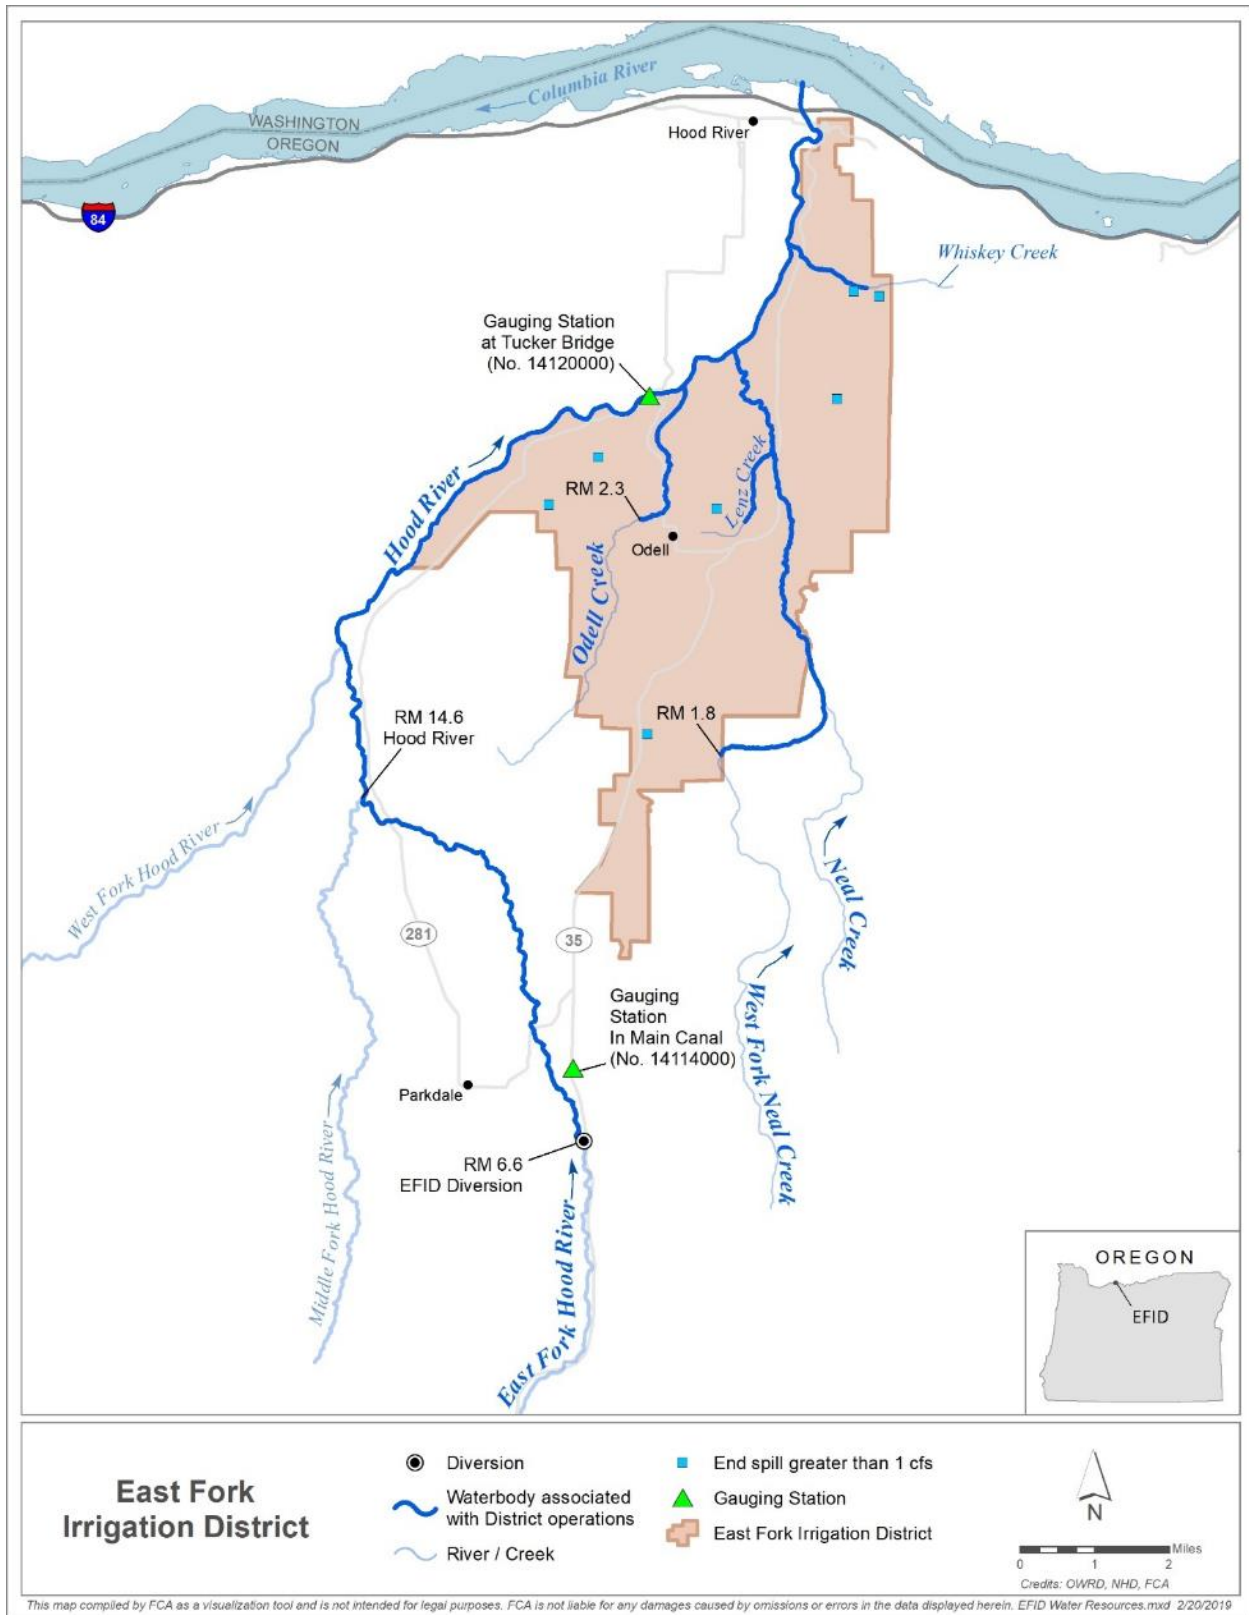 Columbia River
WASHINGTON
OREGON
Hood River
84
Whiskey Creek
Gauging Station
at Tucker Bridge
(No. 14120000)
Hood River
RM 2.3
Lenz Creek
Odell
Odell Creek
RM 14.6
Hood River
RM 1.8
West Fork Hood River
Neal Creek
281
35
Gauging
Station
In Main Canal
(No. 14114000)
West Fork Neal Creek
Parkdale
Middle Fork Hood River
RM 6.6
EFID Diversion
East Fork Hood River
OREGON
EFID
East Fork
Irrigation District
Diversion
Waterbody associated
with District operations
River / Creek
End spill greater than 1 cfs
Gauging Station
East Fork Irrigation District
N
Miles
0 1 2
Credits: OWRD, NHD, FCA
This map compiled by FCA as a visualization tool and is not intended for legal purposes. FCA is not liable for any damages caused by omissions or errors in the data displayed herein. EFID Water Resources.mxd 2/20/2019